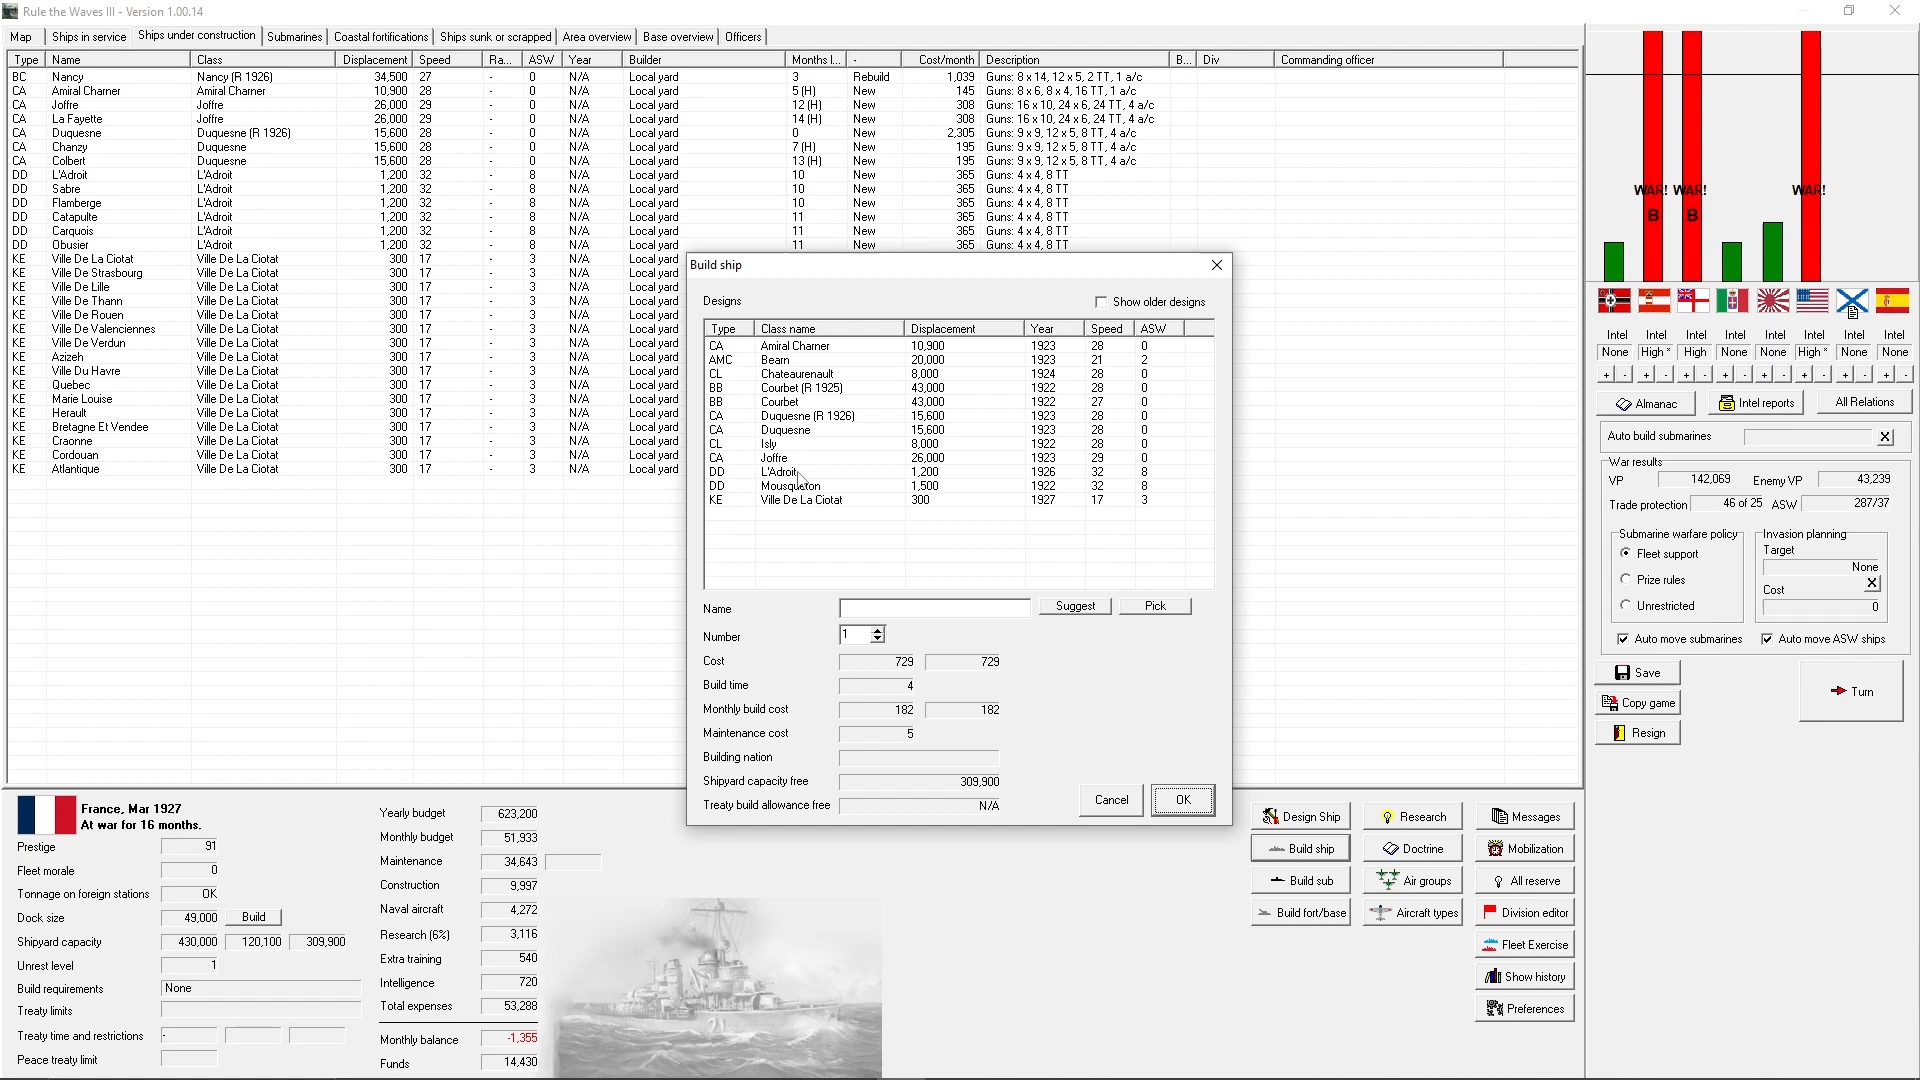 Rule the Waves III - Version 1.00.14
Map Ships in service Ships under construction Submarines Coastal fortifications Ships sunk or scrapped Area overview Base overview Officers
Type Name Class Displacement Speed Ra... ASW Year Builder Months l... - Cost/month Description B... Div Commanding officer
BC Nancy Nancy (R 1926) 34,500 27 - 0 N/A Local yard 3 Rebuild 1,039 Guns: 8 x 14, 12 x 5, 2 TT, 1 a/c
CA Amiral Charner Amiral Charner 10,900 28 - 0 N/A Local yard 5 (H) New 145 Guns: 8 x 6, 8 x 4, 16 TT, 1 a/c
CA Joffre Joffre 26,000 29 - 0 N/A Local yard 12 (H) New 308 Guns: 16 x 10, 24 x 6, 24 TT, 4 a/c
CA La Fayette Joffre 26,000 29 - 0 N/A Local yard 14 (H) New 308 Guns: 16 x 10, 24 x 6, 24 TT, 4 a/c
CA Duquesne Duquesne (R 1926) 15,600 28 - 0 N/A Local yard 0 New 2,305 Guns: 9 x 9, 12 x 5, 8 TT, 4 a/c
CA Chanzy Duquesne 15,600 28 - 0 N/A Local yard 7 (H) New 195 Guns: 9 x 9, 12 x 5, 8 TT, 4 a/c
CA Colbert Duquesne 15,600 28 - 0 N/A Local yard 13 (H) New 195 Guns: 9 x 9, 12 x 5, 8 TT, 4 a/c
DD L'Adroit L'Adroit 1,200 32 - 8 N/A Local yard 10 New 365 Guns: 4 x 4, 8 TT
DD Sabre L'Adroit 1,200 32 - 8 N/A Local yard 10 New 365 Guns: 4 x 4, 8 TT
DD Flamberge L'Adroit 1,200 32 - 8 N/A Local yard 10 New 365 Guns: 4 x 4, 8 TT
DD Catapulte L'Adroit 1,200 32 - 8 N/A Local yard 11 New 365 Guns: 4 x 4, 8 TT
DD Carquois L'Adroit 1,200 32 - 8 N/A Local yard 11 New 365 Guns: 4 x 4, 8 TT
DD Obusier L'Adroit 1,200 32 - 8 N/A Local yard 11 New 365 Guns: 4 x 4, 8 TT
KE Ville De La Ciotat Ville De La Ciotat 300 17 - 3 N/A Local yard
KE Ville De Strasbourg Ville De La Ciotat 300 17 - 3 N/A Local yard
KE Ville De Lille Ville De La Ciotat 300 17 - 3 N/A Local yard
KE Ville De Thann Ville De La Ciotat 300 17 - 3 N/A Local yard
KE Ville De Rouen Ville De La Ciotat 300 17 - 3 N/A Local yard
KE Ville De Valenciennes Ville De La Ciotat 300 17 - 3 N/A Local yard
KE Ville De Verdun Ville De La Ciotat 300 17 - 3 N/A Local yard
KE Azizeh Ville De La Ciotat 300 17 - 3 N/A Local yard
KE Ville Du Havre Ville De La Ciotat 300 17 - 3 N/A Local yard
KE Quebec Ville De La Ciotat 300 17 - 3 N/A Local yard
KE Marie Louise Ville De La Ciotat 300 17 - 3 N/A Local yard
KE Herault Ville De La Ciotat 300 17 - 3 N/A Local yard
KE Bretagne Et Vendee Ville De La Ciotat 300 17 - 3 N/A Local yard
KE Craonne Ville De La Ciotat 300 17 - 3 N/A Local yard
KE Cordouan Ville De La Ciotat 300 17 - 3 N/A Local yard
KE Atlantique Ville De La Ciotat 300 17 - 3 N/A Local yard
Build ship
Designs Show older designs
Type Class name Displacement Year Speed ASW
CA Amiral Charner 10,900 1923 28 0
AMC Bearn 20,000 1923 21 2
CL Chateaurenault 8,000 1924 28 0
BB Courbet (R 1925) 43,000 1922 28 0
BB Courbet 43,000 1922 27 0
CA Duquesne (R 1926) 15,600 1923 28 0
CA Duquesne 15,600 1923 28 0
CL Isly 8,000 1922 28 0
CA Joffre 26,000 1923 29 0
DD L'Adroit 1,200 1926 32 8
DD Mousqueton 1,500 1922 32 8
KE Ville De La Ciotat 300 1927 17 3
Name Suggest Pick
Number 1
Cost 729 729
Build time 4
Monthly build cost 182 182
Maintenance cost 5
Building nation
Shipyard capacity free 309,900
Treaty build allowance free N/A
Cancel OK
WAR! WAR! WAR!
B B
Intel Intel Intel Intel Intel Intel Intel Intel
None High * High None None High * None None
+ - + - + - + - + - + - + - + -
Almanac Intel reports All Relations
Auto build submarines X
War results
VP 142,069 Enemy VP 43,239
Trade protection 46 of 25 ASW 287/37
Submarine warfare policy
Fleet support
Prize rules
Unrestricted
Invasion planning
Target
None
Cost X
0
Auto move submarines Auto move ASW ships
Save
Copy game
Resign
Turn
France, Mar 1927
At war for 16 months.
Prestige 91
Fleet morale 0
Tonnage on foreign stations OK
Dock size 49,000 Build
Shipyard capacity 430,000 120,100 309,900
Unrest level 1
Build requirements None
Treaty limits
Treaty time and restrictions -
Peace treaty limit
Yearly budget 623,200
Monthly budget 51,933
Maintenance 34,643
Construction 9,997
Naval aircraft 4,272
Research (6%) 3,116
Extra training 540
Intelligence 720
Total expenses 53,288
Monthly balance -1,355
Funds 14,430
Design Ship Research Messages
Build ship Doctrine Mobilization
Build sub Air groups All reserve
Build fort/base Aircraft types Division editor
Fleet Exercise
Show history
Preferences